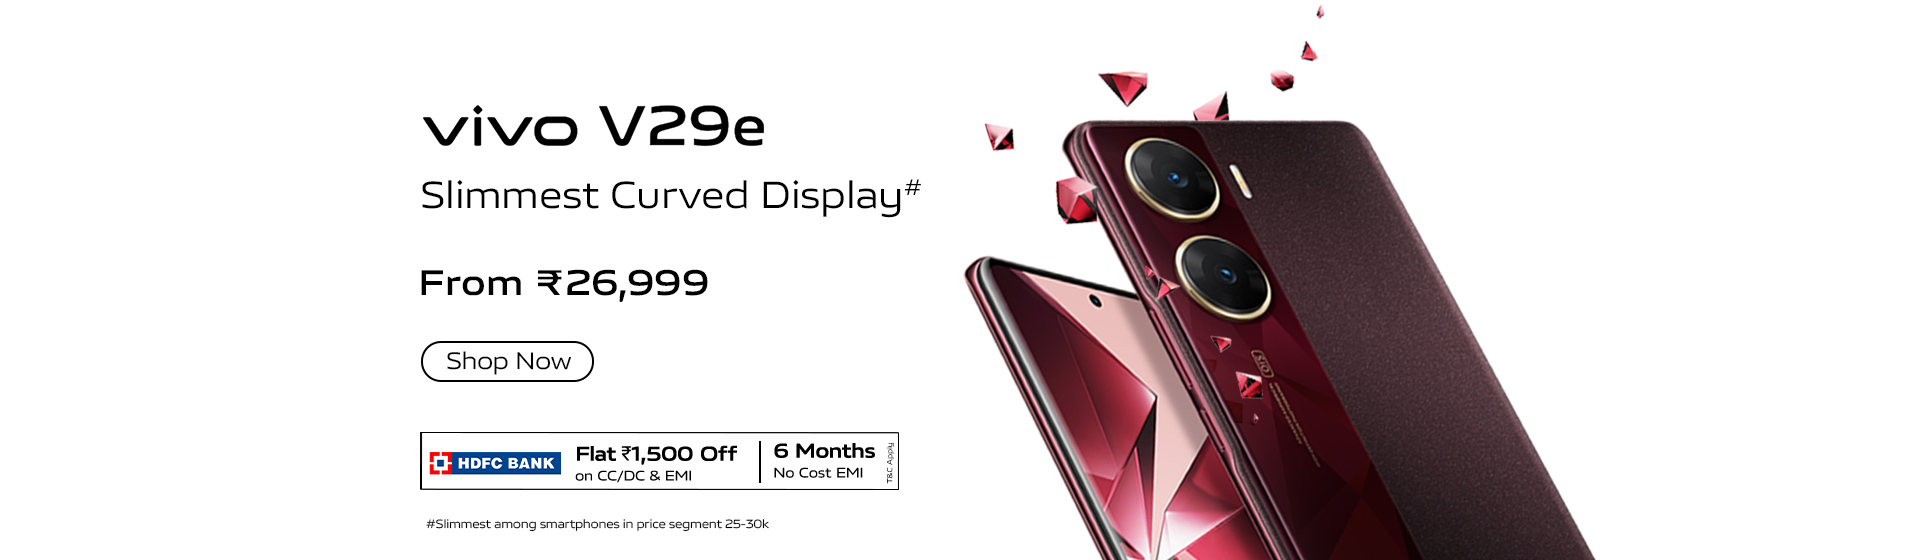 vivo V29e
Slimmest Curved Display#
From ₹26,999
Shop Now
HDFC BANK
Flat ₹1,500 Off
on CC/DC & EMI
6 Months
No Cost EMI
T&C Apply
#Slimmest among smartphones in price segment 25-30k
OIS